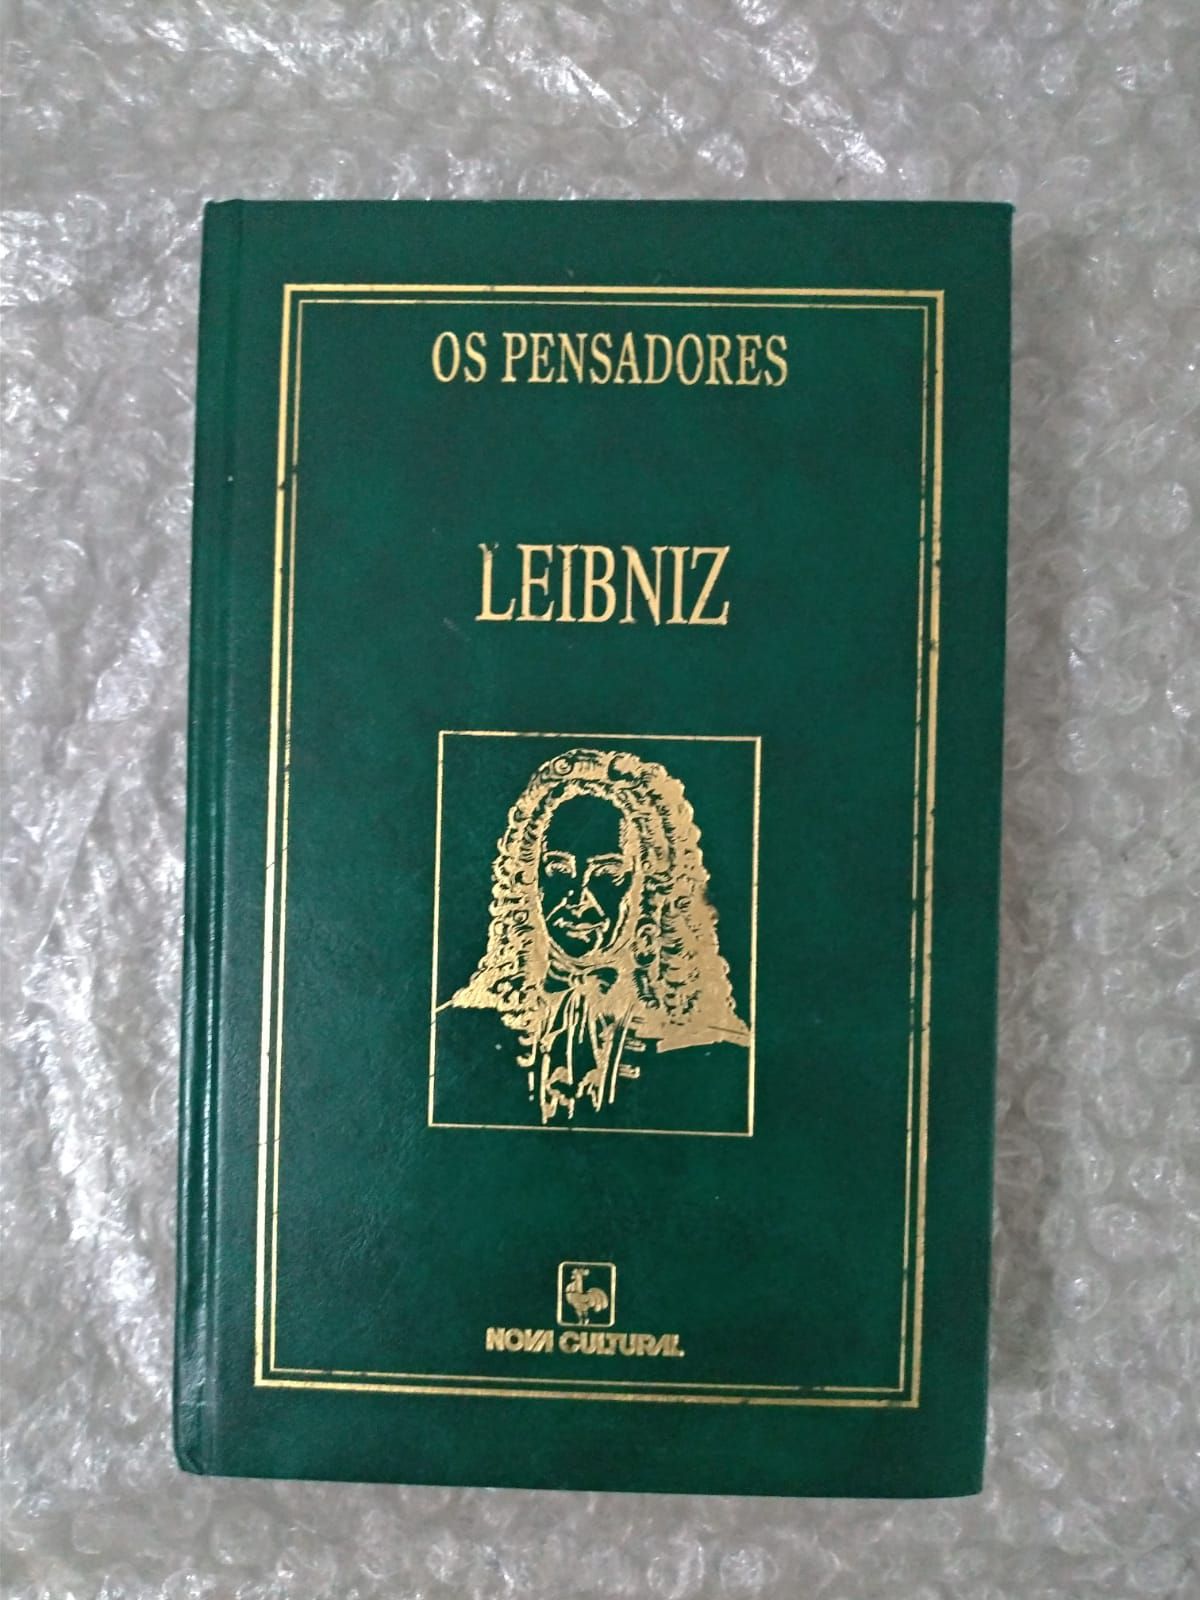 OS PENSADORES
LEIBNIZ
NOVA CULTURAL